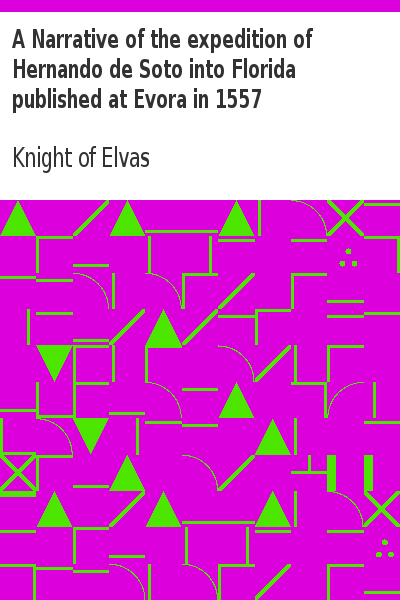 A Narrative of the expedition of
Hernando de Soto into Florida
published at Evora in 1557
Knight of Elvas